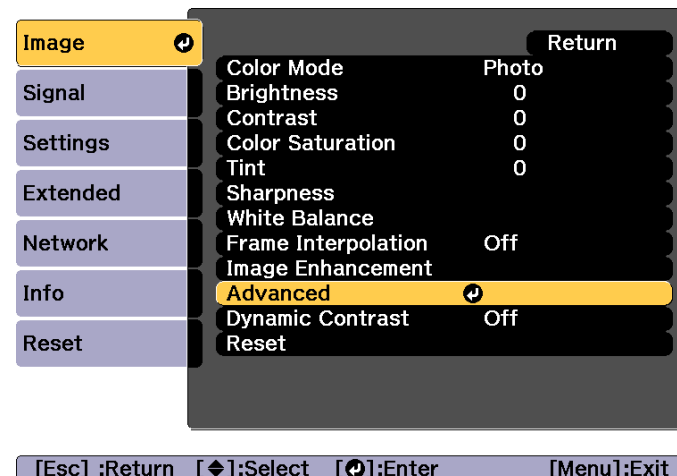 Image
Signal
Settings
Extended
Network
Info
Reset
Return
Color Mode Photo
Brightness 0
Contrast 0
Color Saturation 0
Tint 0
Sharpness
White Balance
Frame Interpolation Off
Image Enhancement
Advanced
Dynamic Contrast Off
Reset
[Esc] :Return [◆]:Select [⏎]:Enter [Menu]:Exit